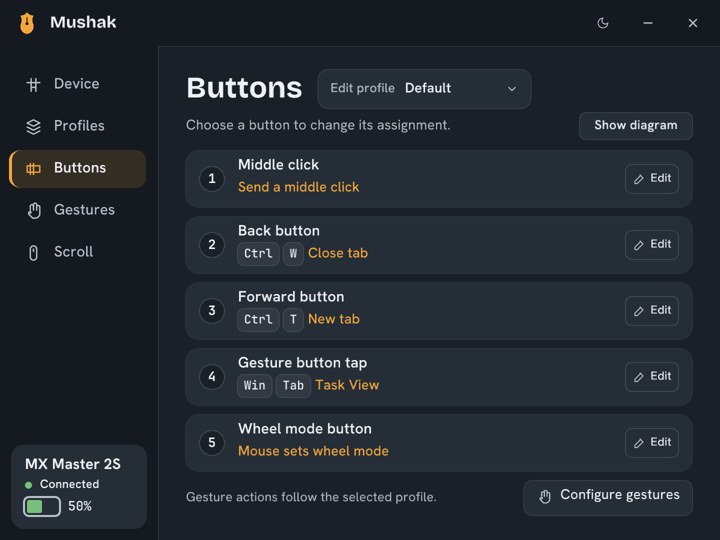 Mushak
Device
Profiles
Buttons
Gestures
Scroll
MX Master 2S
Connected
50%
Buttons
Edit profile Default
Choose a button to change its assignment.
Show diagram
1
Middle click
Send a middle click
Edit
2
Back button
Ctrl W Close tab
Edit
3
Forward button
Ctrl T New tab
Edit
4
Gesture button tap
Win Tab Task View
Edit
5
Wheel mode button
Mouse sets wheel mode
Edit
Gesture actions follow the selected profile.
Configure gestures